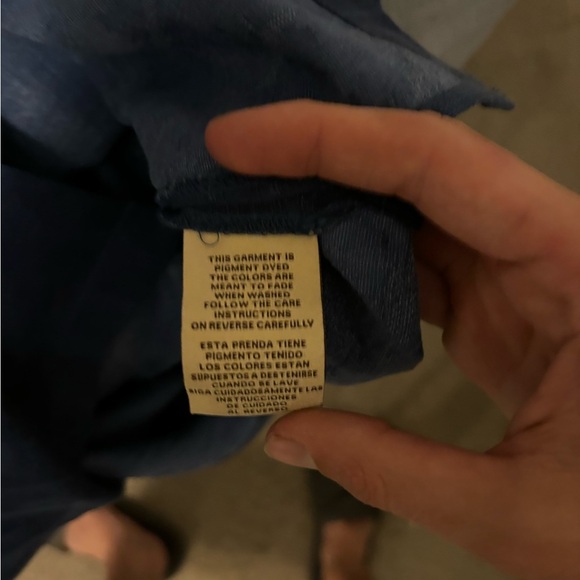 THIS GARMENT IS
PIGMENT DYED
THE COLORS ARE
MEANT TO FADE
WHEN WASHED
FOLLOW THE CARE
INSTRUCTIONS
ON REVERSE CAREFULLY
ESTA PRENDA TIENE
PIGMENTO TENIDO
LOS COLORES ESTAN
SUPUESTOS A DESTENIRSE
CUANDO SE LAVE
SIGA CUIDADOSAMENTE LAS
INSTRUCCIONES
DE CUIDADO
AL REVERSO